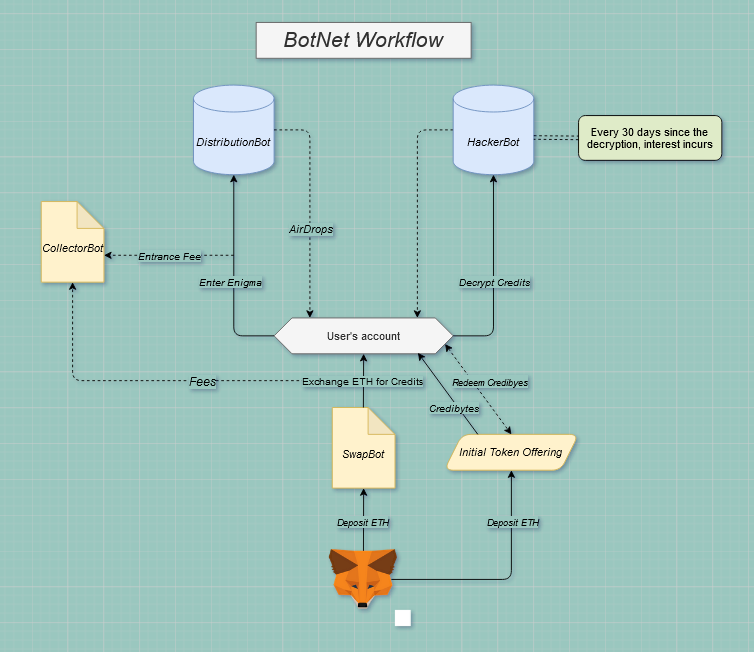 BotNet Workflow
DistributionBot
HackerBot
Every 30 days since the
decryption, interest incurs
AirDrops
CollectorBot
Entrance Fee
Enter Enigma
Decrypt Credits
User's account
Fees
Exchange ETH for Credits
Redeem Credibyes
Credibytes
SwapBot
Initial Token Offering
Deposit ETH
Deposit ETH